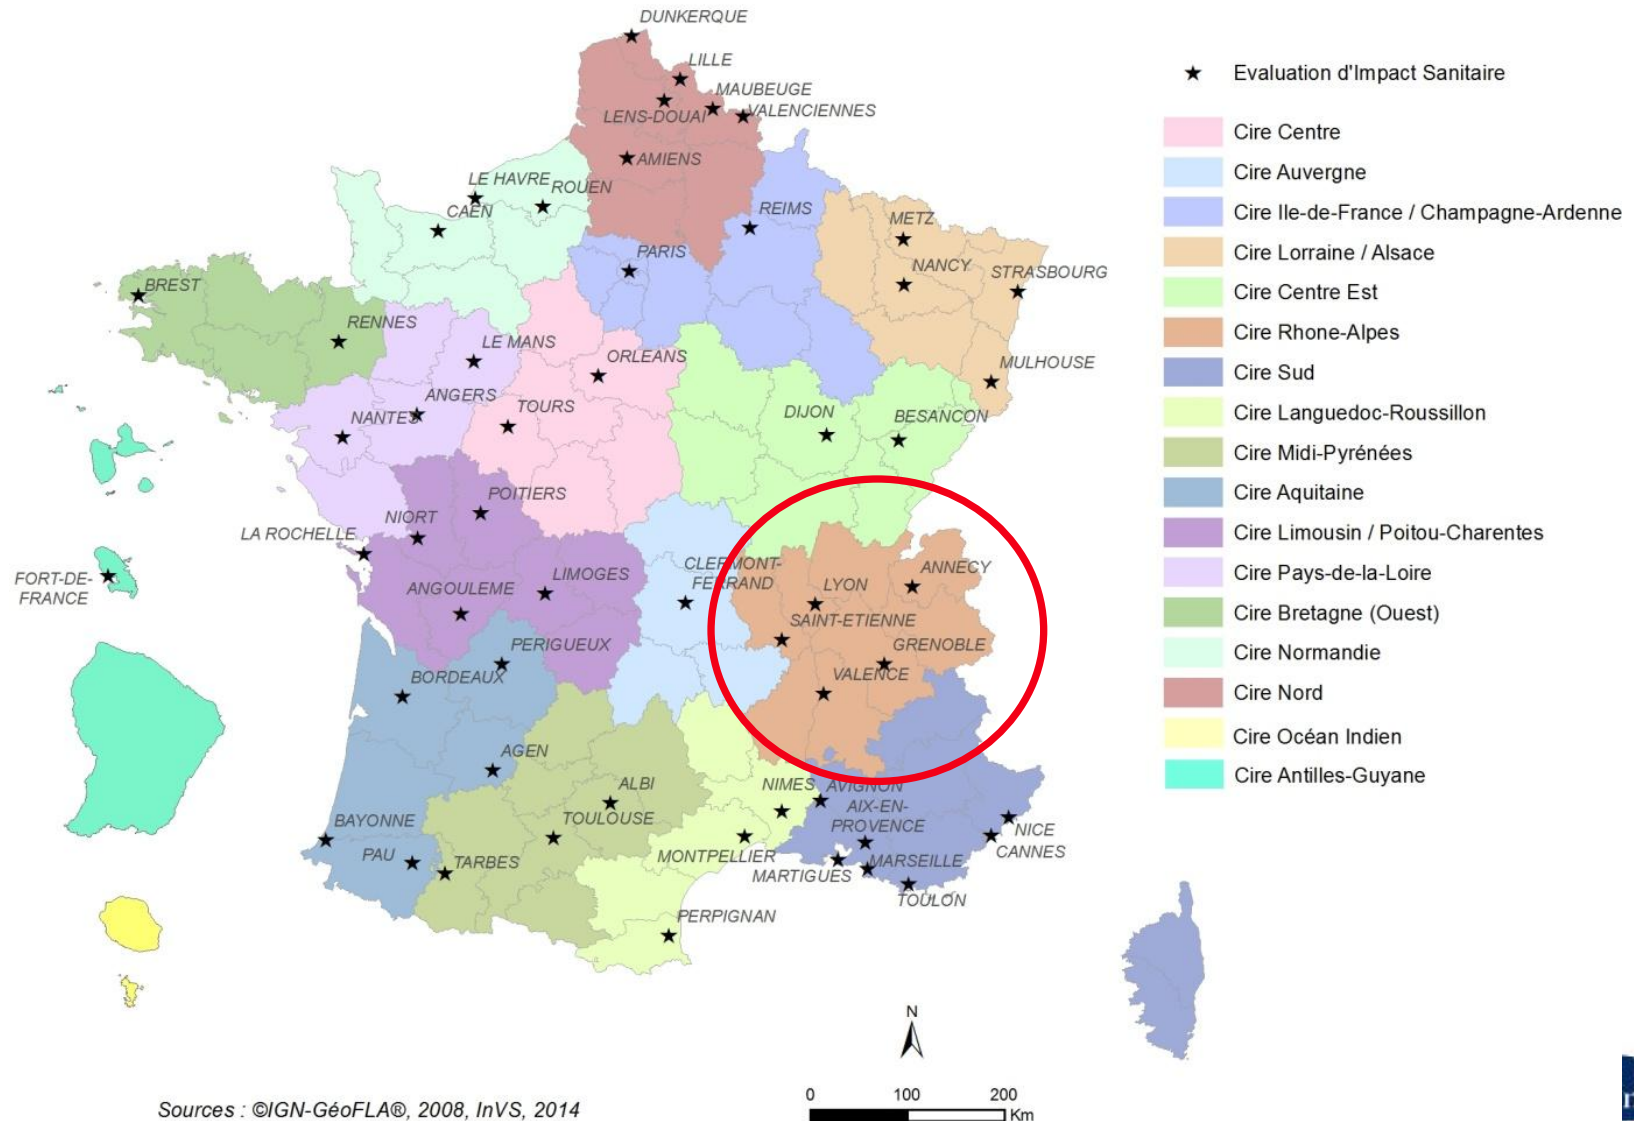 DUNKERQUE
LILLE
MAUBEUGE
VALENCIENNES
LENS-DOUAI
AMIENS
LE HAVRE
ROUEN
CAEN
REIMS
METZ
PARIS
NANCY
STRASBOURG
BREST
RENNES
LE MANS
ORLEANS
MULHOUSE
ANGERS
TOURS
NANTES
DIJON
BESANCON
POITIERS
NIORT
LA ROCHELLE
CLERMONT-
FERRAND
LYON
ANNECY
FORT-DE-
FRANCE
ANGOULEME
LIMOGES
SAINT-ETIENNE
PERIGUEUX
GRENOBLE
BORDEAUX
VALENCE
AGEN
ALBI
NIMES
AVIGNON
AIX-EN-
PROVENCE
BAYONNE
TOULOUSE
NICE
CANNES
PAU
TARBES
MONTPELLIER
MARTIGUES
MARSEILLE
TOULON
PERPIGNAN
Evaluation d'Impact Sanitaire
Cire Centre
Cire Auvergne
Cire Ile-de-France / Champagne-Ardenne
Cire Lorraine / Alsace
Cire Centre Est
Cire Rhone-Alpes
Cire Sud
Cire Languedoc-Roussillon
Cire Midi-Pyrénées
Cire Aquitaine
Cire Limousin / Poitou-Charentes
Cire Pays-de-la-Loire
Cire Bretagne (Ouest)
Cire Normandie
Cire Nord
Cire Océan Indien
Cire Antilles-Guyane
N
0 100 200
Km
Sources : ©IGN-GéoFLA®, 2008, InVS, 2014